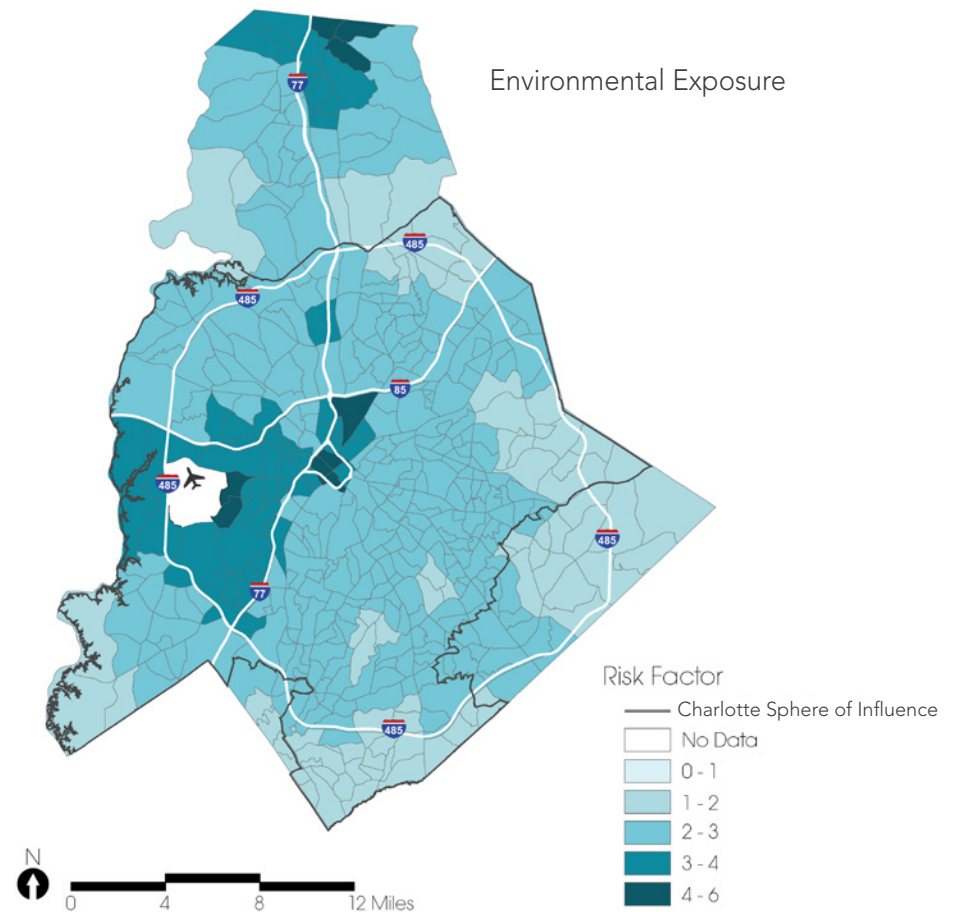 Environmental Exposure
77
485
485
85
485
485
77
485
Risk Factor
Charlotte Sphere of Influence
No Data
0 - 1
1 - 2
2 - 3
3 - 4
4 - 6
N
0 4 8 12 Miles